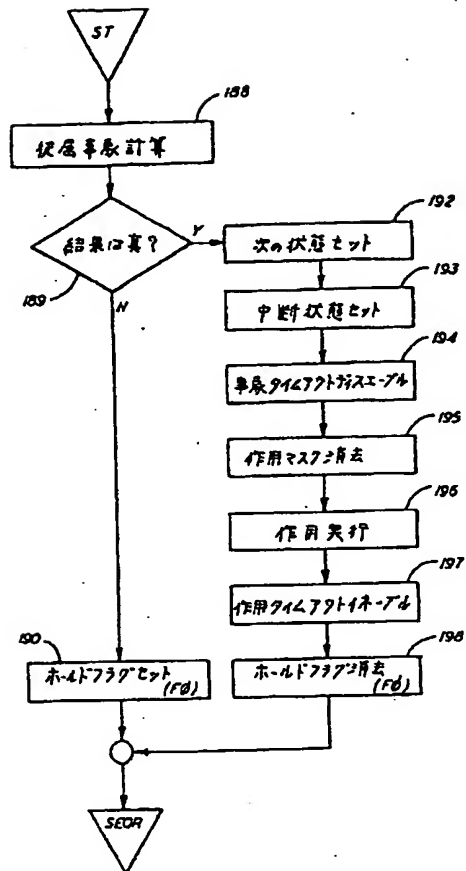 ST
188
従属事象計算
結果は真?
Y
189
N
192
次の状態セット
193
中断状態セット
194
事象タイムアウトディスエーブル
195
作用マスク消去
196
作用実行
197
作用タイムアウトイネーブル
190
ホールドフラグセット
(FØ)
198
ホールドフラグ消去
(FØ)
SEQR